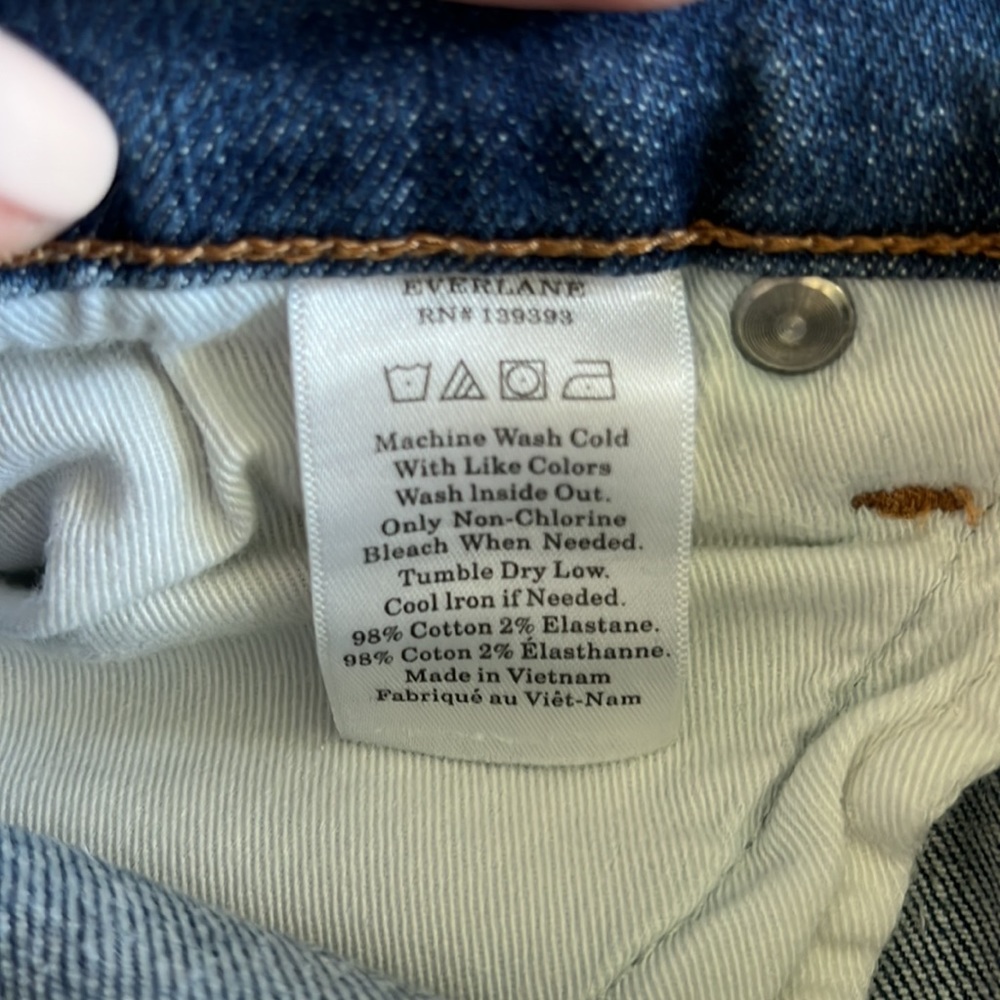 EVERLANE
RN# 139393
Machine Wash Cold
With Like Colors
Wash Inside Out.
Only Non-Chlorine
Bleach When Needed.
Tumble Dry Low.
Cool Iron if Needed.
98% Cotton 2% Elastane.
98% Coton 2% Élasthanne.
Made in Vietnam
Fabriqué au Viêt-Nam